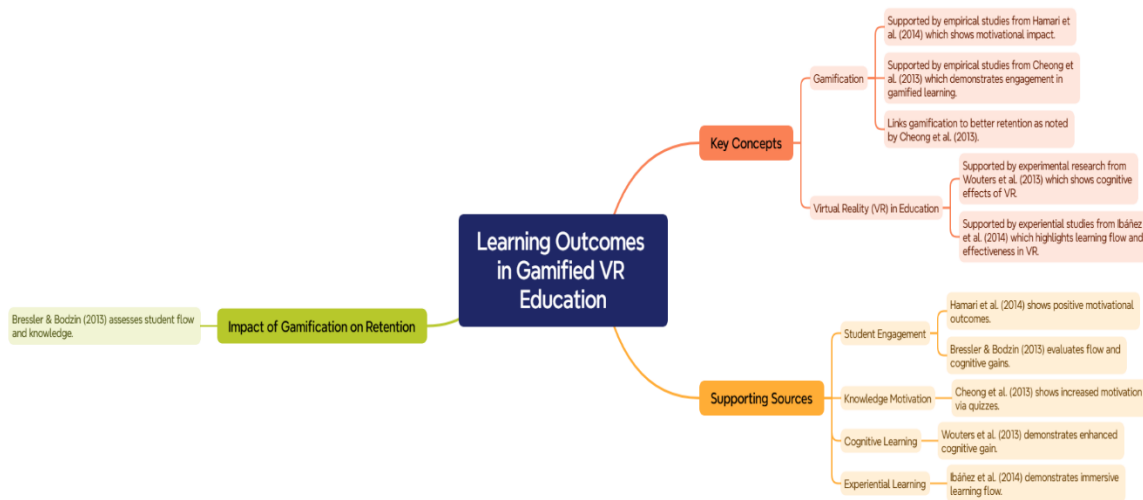 Learning Outcomes
in Gamified VR
Education
Key Concepts
Gamification
Supported by empirical studies from Hamari et
al. (2014) which shows motivational impact.
Supported by empirical studies from Cheong et
al. (2013) which demonstrates engagement in
gamified learning.
Links gamification to better retention as noted
by Cheong et al. (2013).
Virtual Reality (VR) in Education
Supported by experimental research from
Wouters et al. (2013) which shows cognitive
effects of VR.
Supported by experiential studies from Ibáñez
et al. (2014) which highlights learning flow and
effectiveness in VR.
Supporting Sources
Student Engagement
Hamari et al. (2014) shows positive motivational
outcomes.
Bressler & Bodzin (2013) evaluates flow and
cognitive gains.
Knowledge Motivation
Cheong et al. (2013) shows increased motivation
via quizzes.
Cognitive Learning
Wouters et al. (2013) demonstrates enhanced
cognitive gain.
Experiential Learning
Ibáñez et al. (2014) demonstrates immersive
learning flow.
Impact of Gamification on Retention
Bressler & Bodzin (2013) assesses student flow
and knowledge.